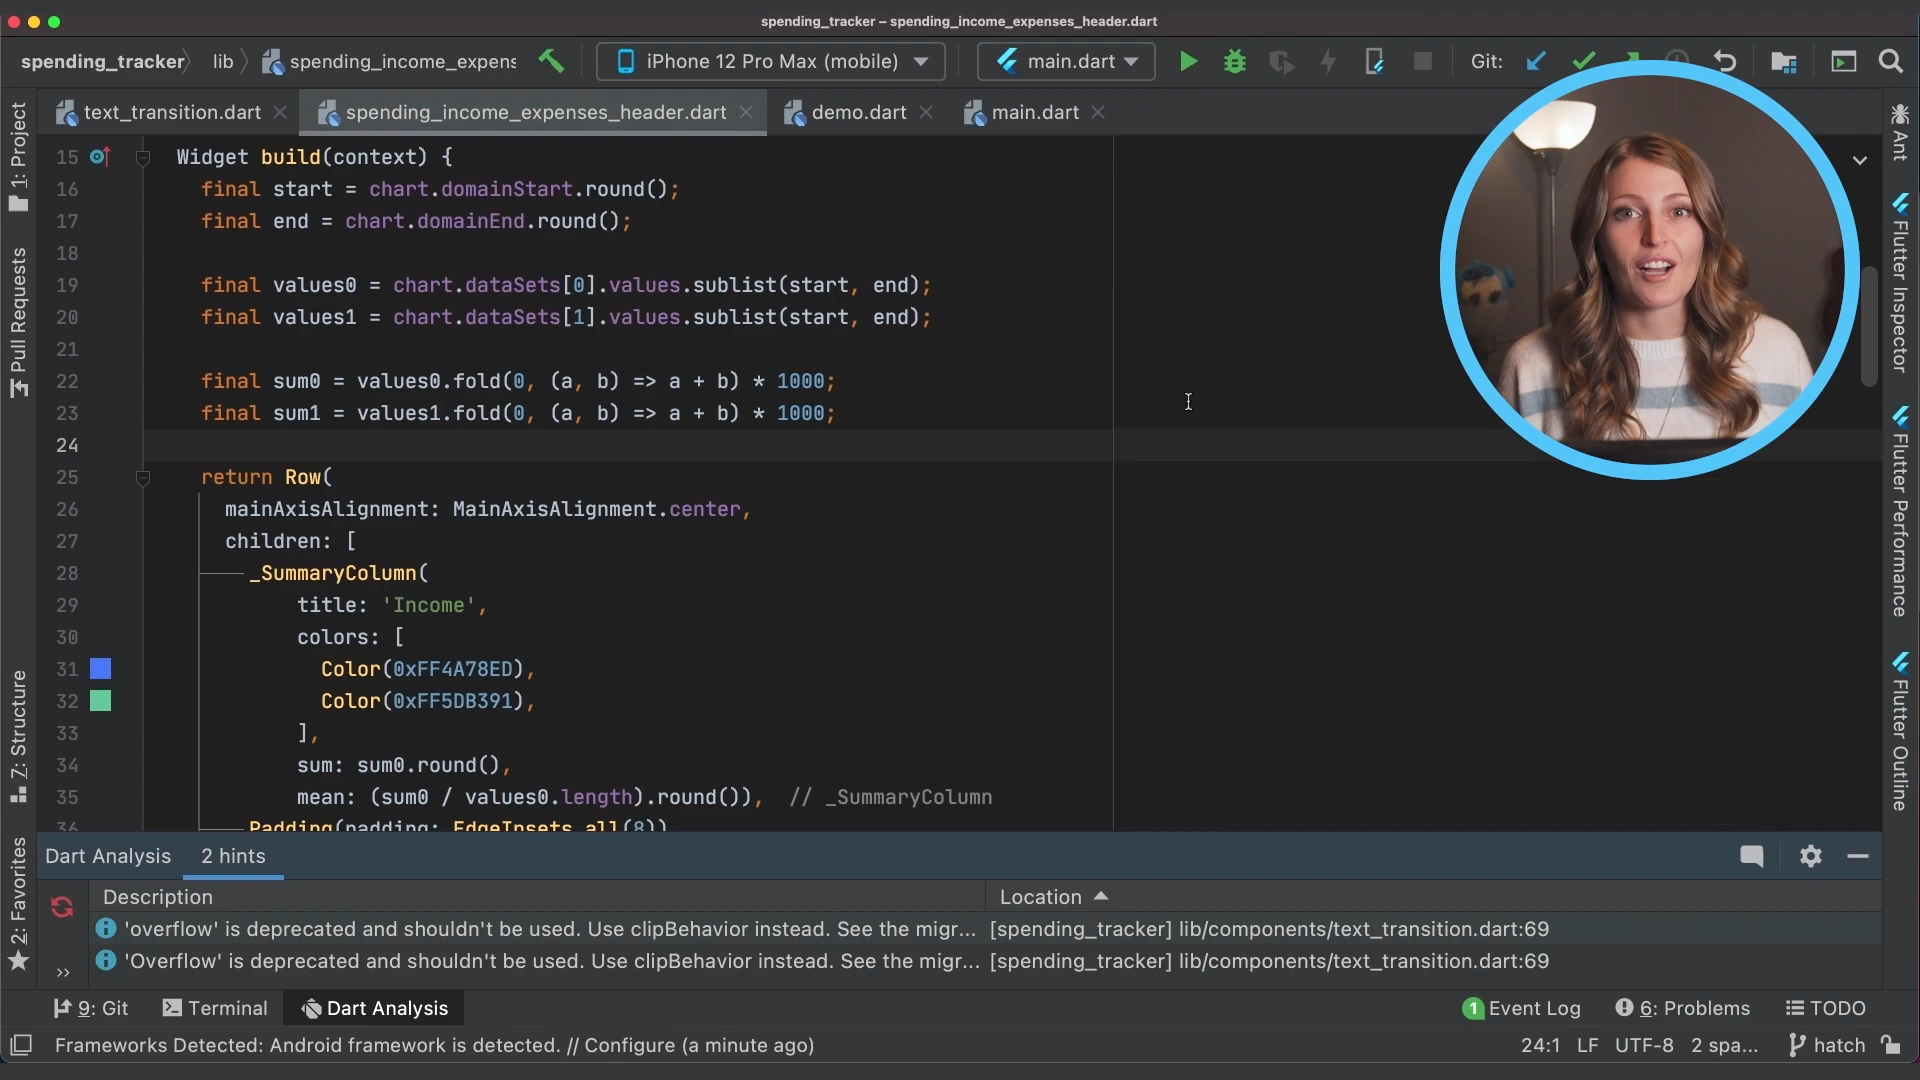 spending_tracker – spending_income_expenses_header.dart
spending_tracker lib spending_income_expens iPhone 12 Pro Max (mobile) main.dart Git:
text_transition.dart spending_income_expenses_header.dart demo.dart main.dart
1: Project
Pull Requests
Z: Structure
2: Favorites
15 Widget build(context) {
16 final start = chart.domainStart.round();
17 final end = chart.domainEnd.round();
18
19 final values0 = chart.dataSets[0].values.sublist(start, end);
20 final values1 = chart.dataSets[1].values.sublist(start, end);
21
22 final sum0 = values0.fold(0, (a, b) => a + b) * 1000;
23 final sum1 = values1.fold(0, (a, b) => a + b) * 1000;
24
25 return Row(
26 mainAxisAlignment: MainAxisAlignment.center,
27 children: [
28 _SummaryColumn(
29 title: 'Income',
30 colors: [
31 Color(0xFF4A78ED),
32 Color(0xFF5DB391),
33 ],
34 sum: sum0.round(),
35 mean: (sum0 / values0.length).round()), // _SummaryColumn
36 Padding(padding: EdgeInsets.all(8))
Ant
Flutter Inspector
Flutter Performance
Flutter Outline
Dart Analysis 2 hints
Description Location
'overflow' is deprecated and shouldn't be used. Use clipBehavior instead. See the migr... [spending_tracker] lib/components/text_transition.dart:69
'Overflow' is deprecated and shouldn't be used. Use clipBehavior instead. See the migr... [spending_tracker] lib/components/text_transition.dart:69
9: Git Terminal Dart Analysis 1 Event Log 6: Problems TODO
Frameworks Detected: Android framework is detected. // Configure (a minute ago) 24:1 LF UTF-8 2 spa... hatch